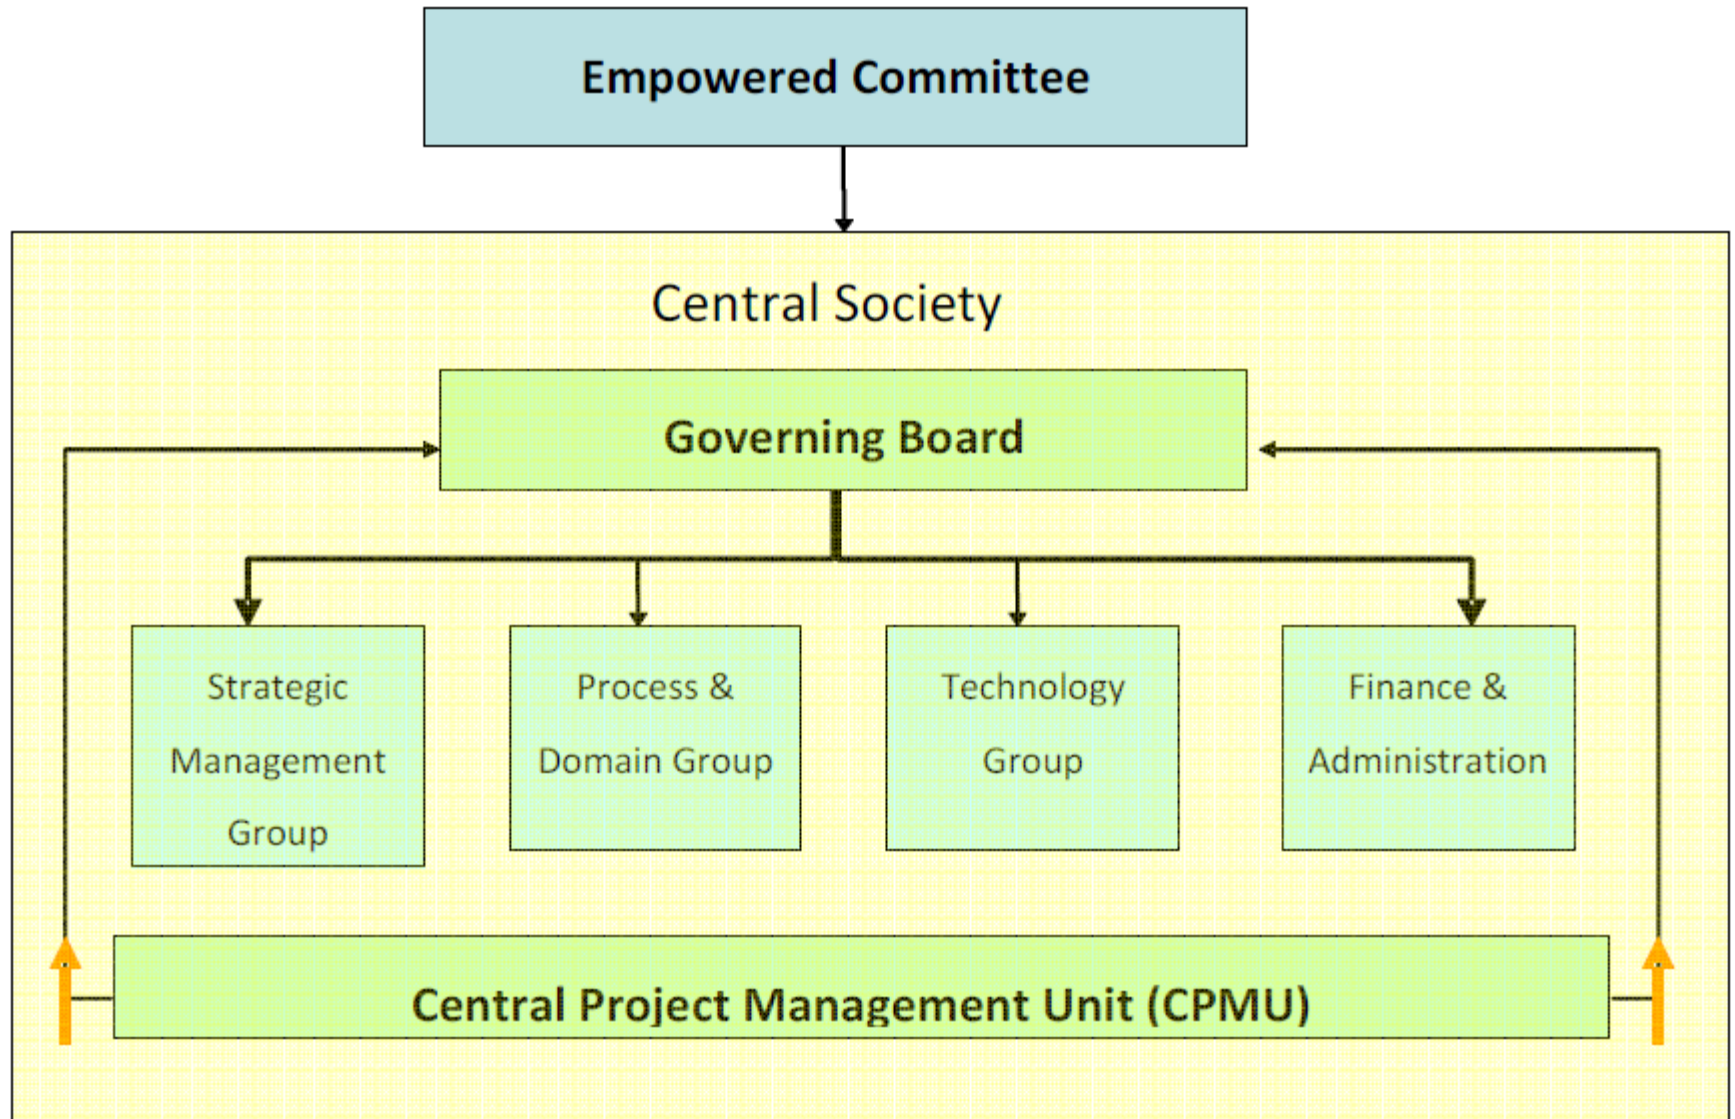 Empowered Committee
Central Society
Governing Board
Strategic
Management
Group
Process &
Domain Group
Technology
Group
Finance &
Administration
Central Project Management Unit (CPMU)